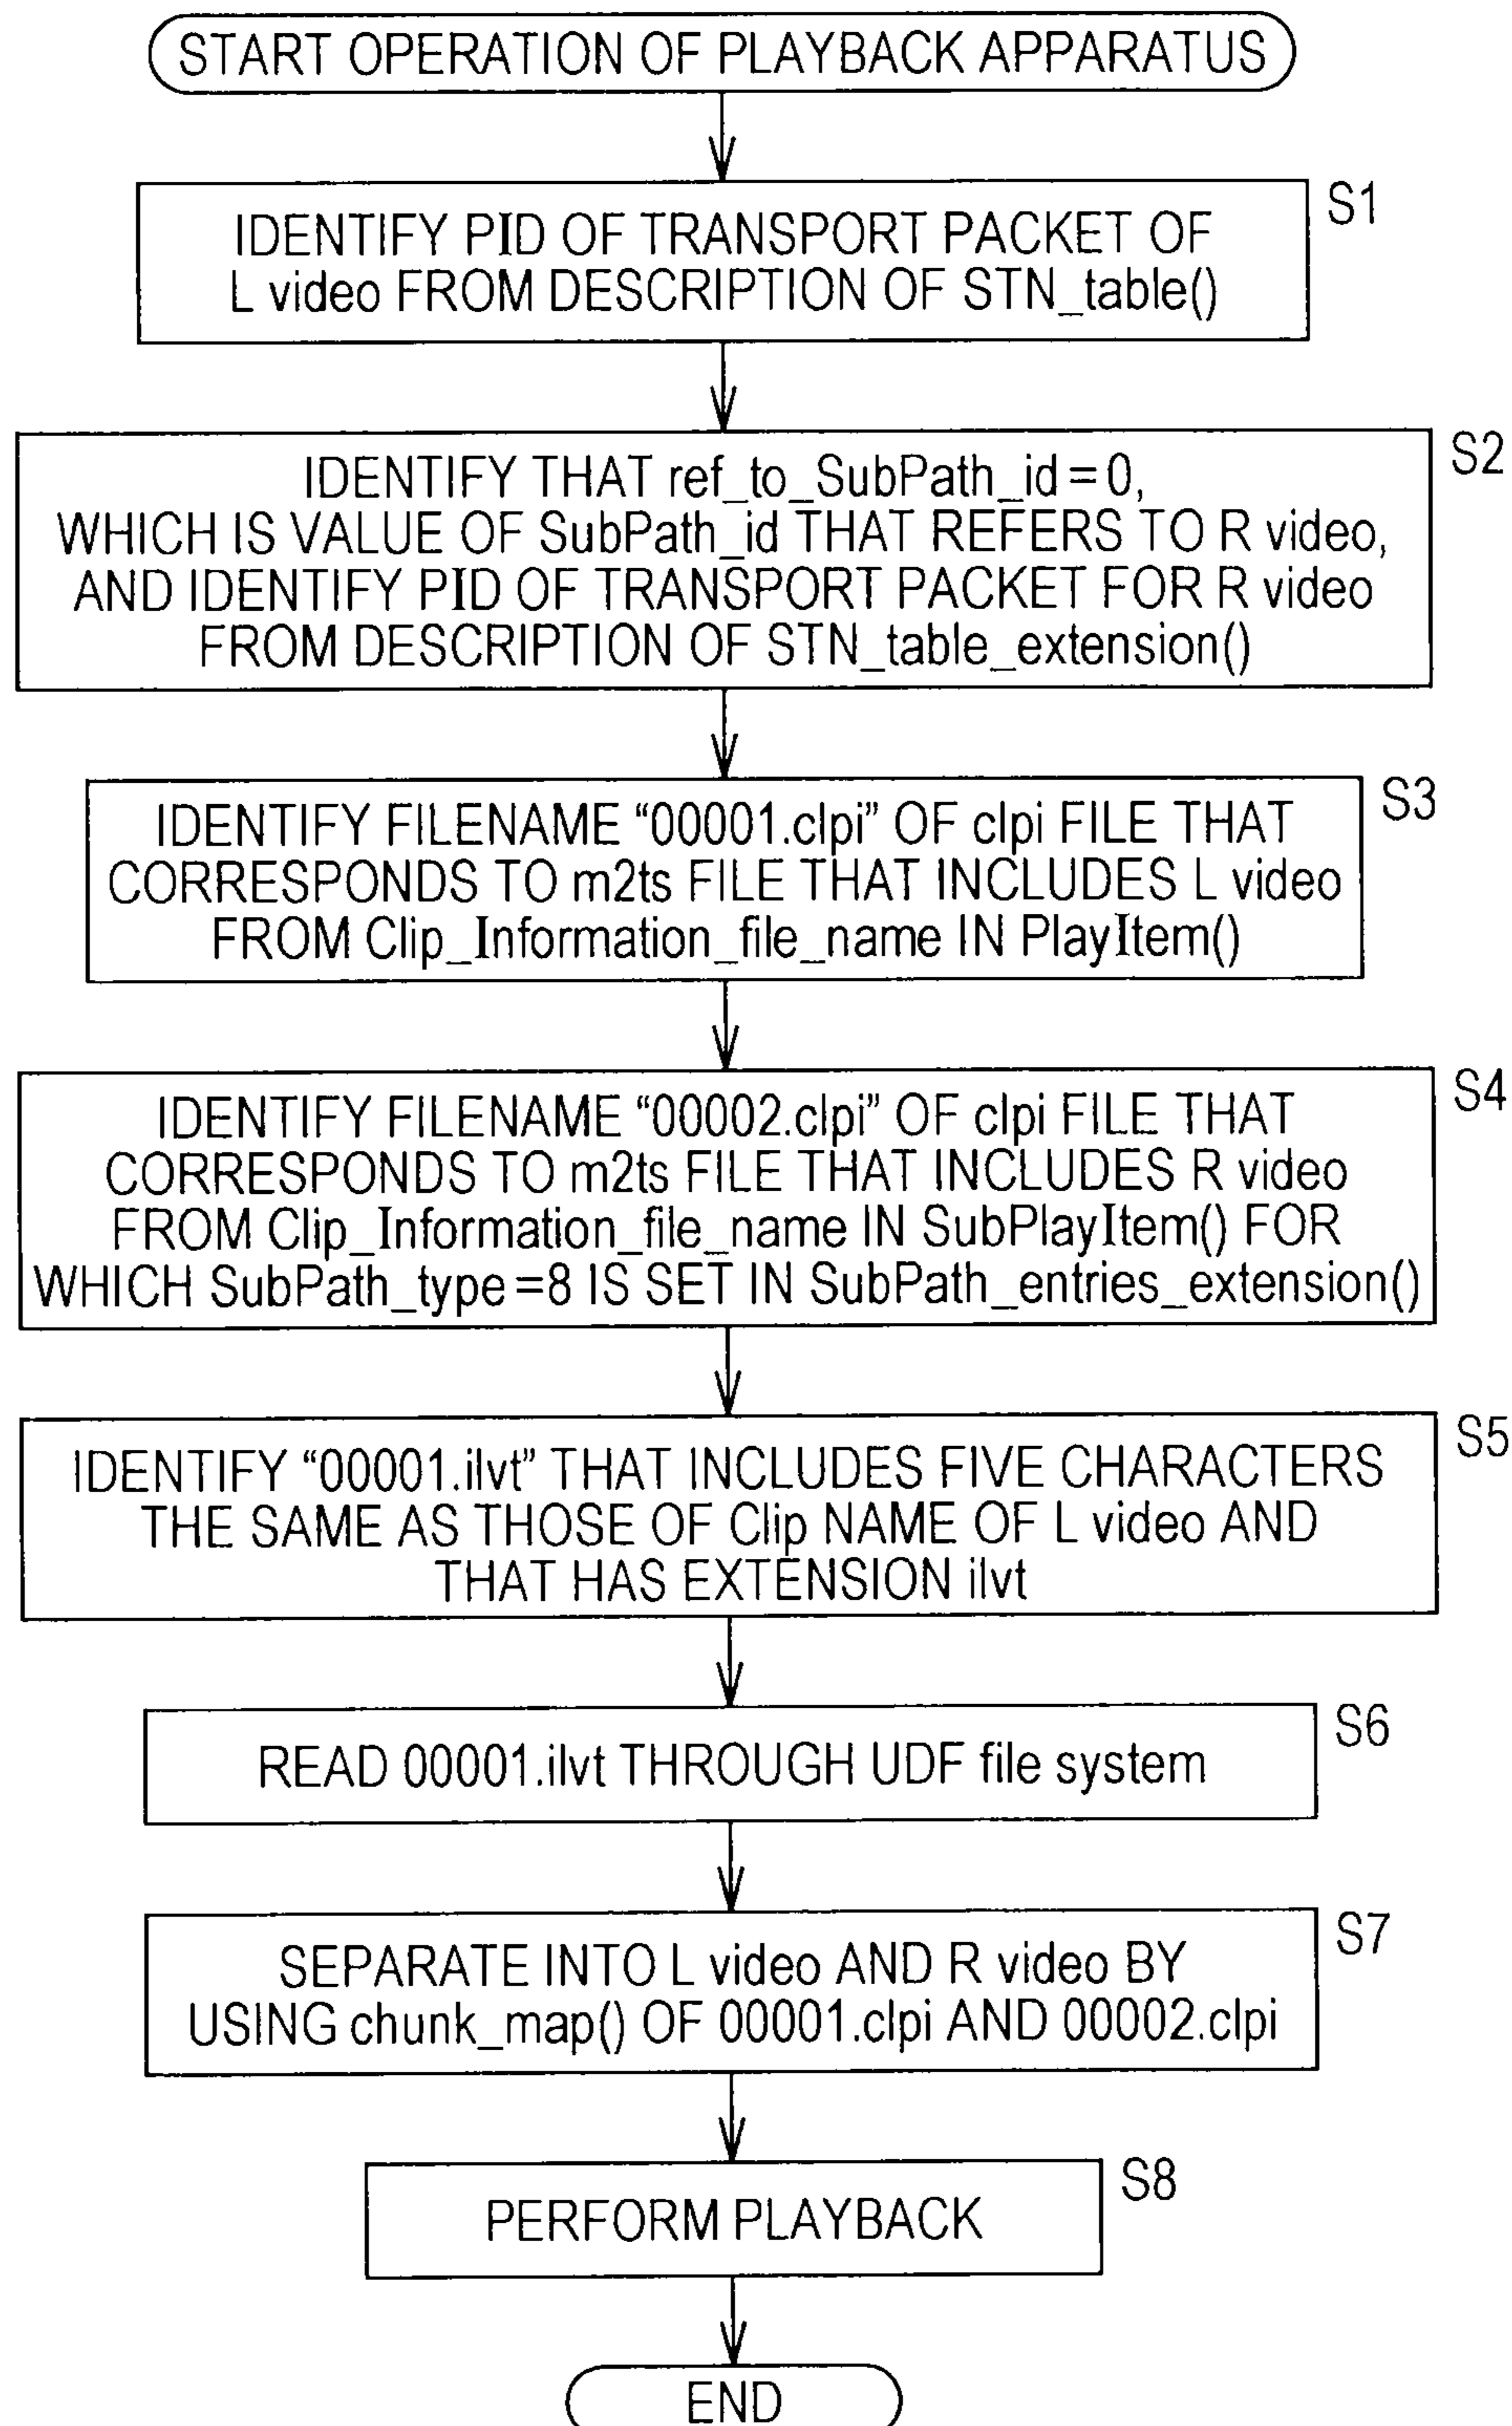 START OPERATION OF PLAYBACK APPARATUS
S1
IDENTIFY PID OF TRANSPORT PACKET OF
L video FROM DESCRIPTION OF STN_table()
S2
IDENTIFY THAT ref_to_SubPath_id = 0,
WHICH IS VALUE OF SubPath_id THAT REFERS TO R video,
AND IDENTIFY PID OF TRANSPORT PACKET FOR R video
FROM DESCRIPTION OF STN_table_extension()
S3
IDENTIFY FILENAME “00001.clpi” OF clpi FILE THAT
CORRESPONDS TO m2ts FILE THAT INCLUDES L video
FROM Clip_Information_file_name IN PlayItem()
S4
IDENTIFY FILENAME “00002.clpi” OF clpi FILE THAT
CORRESPONDS TO m2ts FILE THAT INCLUDES R video
FROM Clip_Information_file_name IN SubPlayItem() FOR
WHICH SubPath_type=8 IS SET IN SubPath_entries_extension()
S5
IDENTIFY “00001.ilvt” THAT INCLUDES FIVE CHARACTERS
THE SAME AS THOSE OF Clip NAME OF L video AND
THAT HAS EXTENSION ilvt
S6
READ 00001.ilvt THROUGH UDF file system
S7
SEPARATE INTO L video AND R video BY
USING chunk_map() OF 00001.clpi AND 00002.clpi
S8
PERFORM PLAYBACK
END